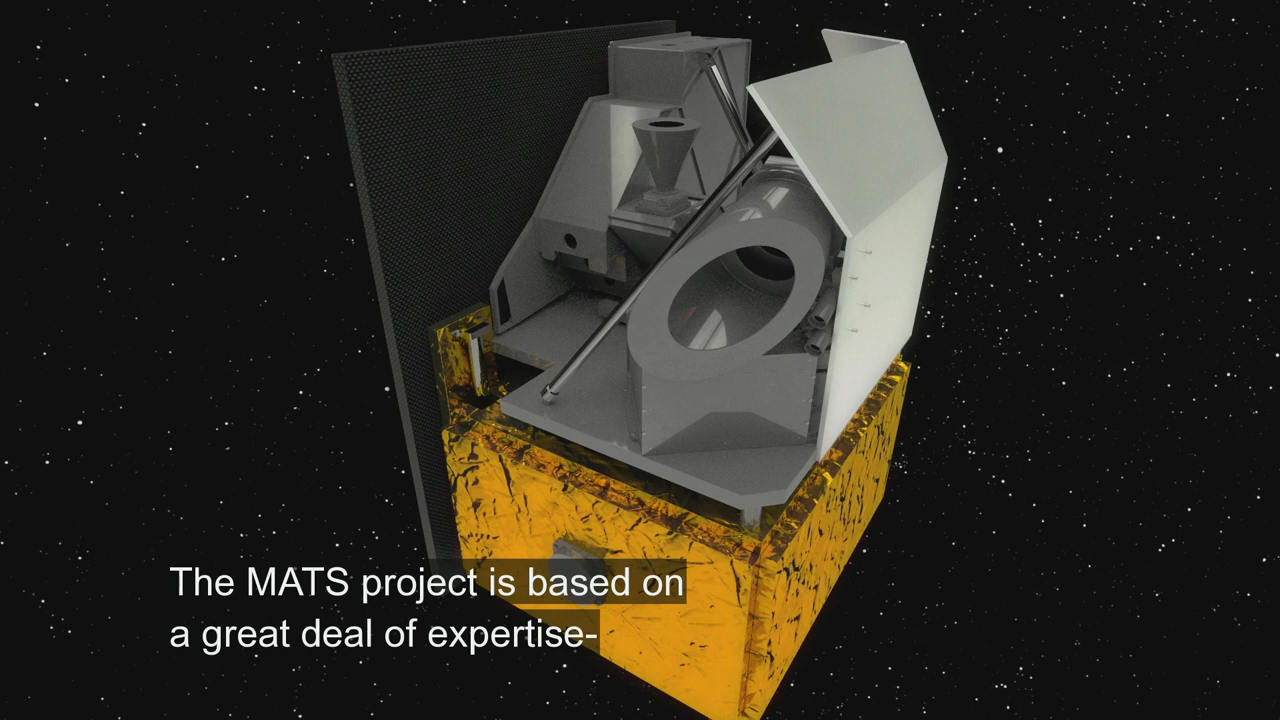 The MATS project is based on
a great deal of expertise-